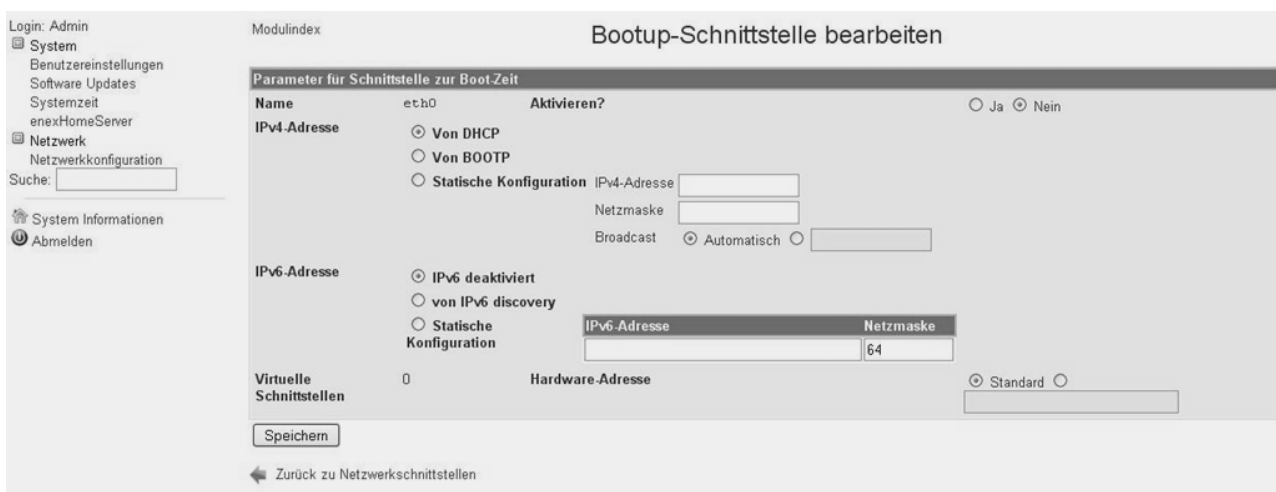 Login: Admin
System
Benutzereinstellungen
Software Updates
Systemzeit
enexHomeServer
Netzwerk
Netzwerkkonfiguration
Suche:
System Informationen
Abmelden
Modulindex
Bootup-Schnittstelle bearbeiten
Parameter für Schnittstelle zur Boot-Zeit
Name eth0 Aktivieren? Ja Nein
IPv4-Adresse Von DHCP
Von BOOTP
Statische Konfiguration IPv4-Adresse
Netzmaske
Broadcast Automatisch
IPv6-Adresse IPv6 deaktiviert
von IPv6 discovery
Statische Konfiguration IPv6-Adresse Netzmaske
64
Virtuelle Schnittstellen 0 Hardware-Adresse Standard
Speichern
Zurück zu Netzwerkschnittstellen